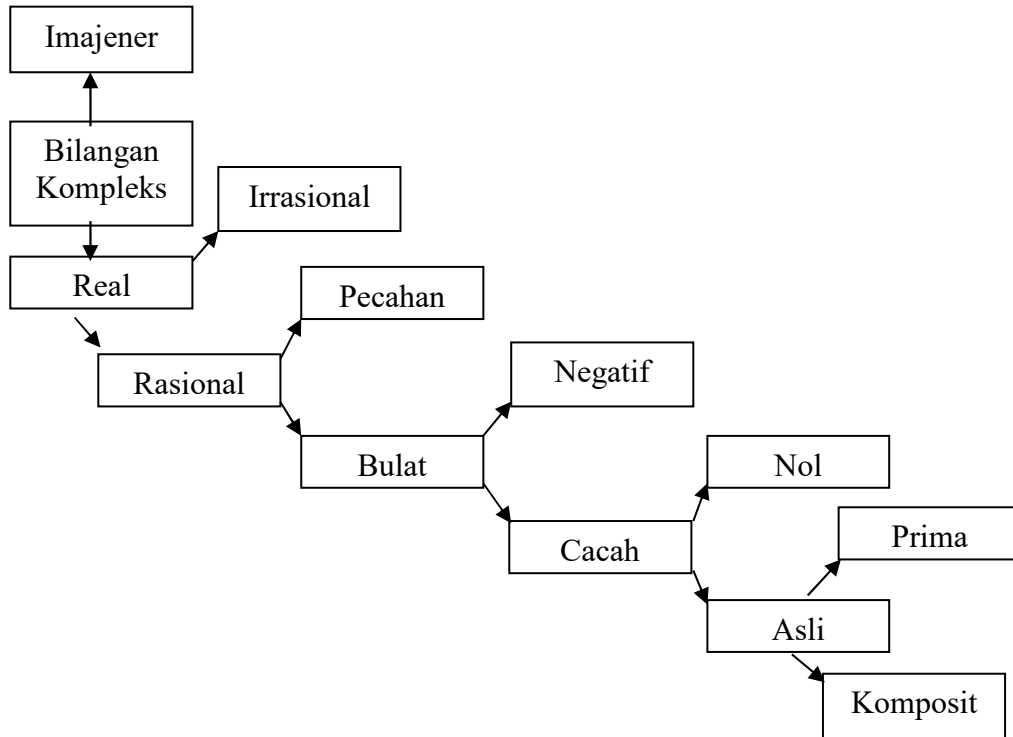 Imajener
Bilangan
Kompleks
Irrasional
Real
Pecahan
Rasional
Negatif
Bulat
Nol
Cacah
Prima
Asli
Komposit